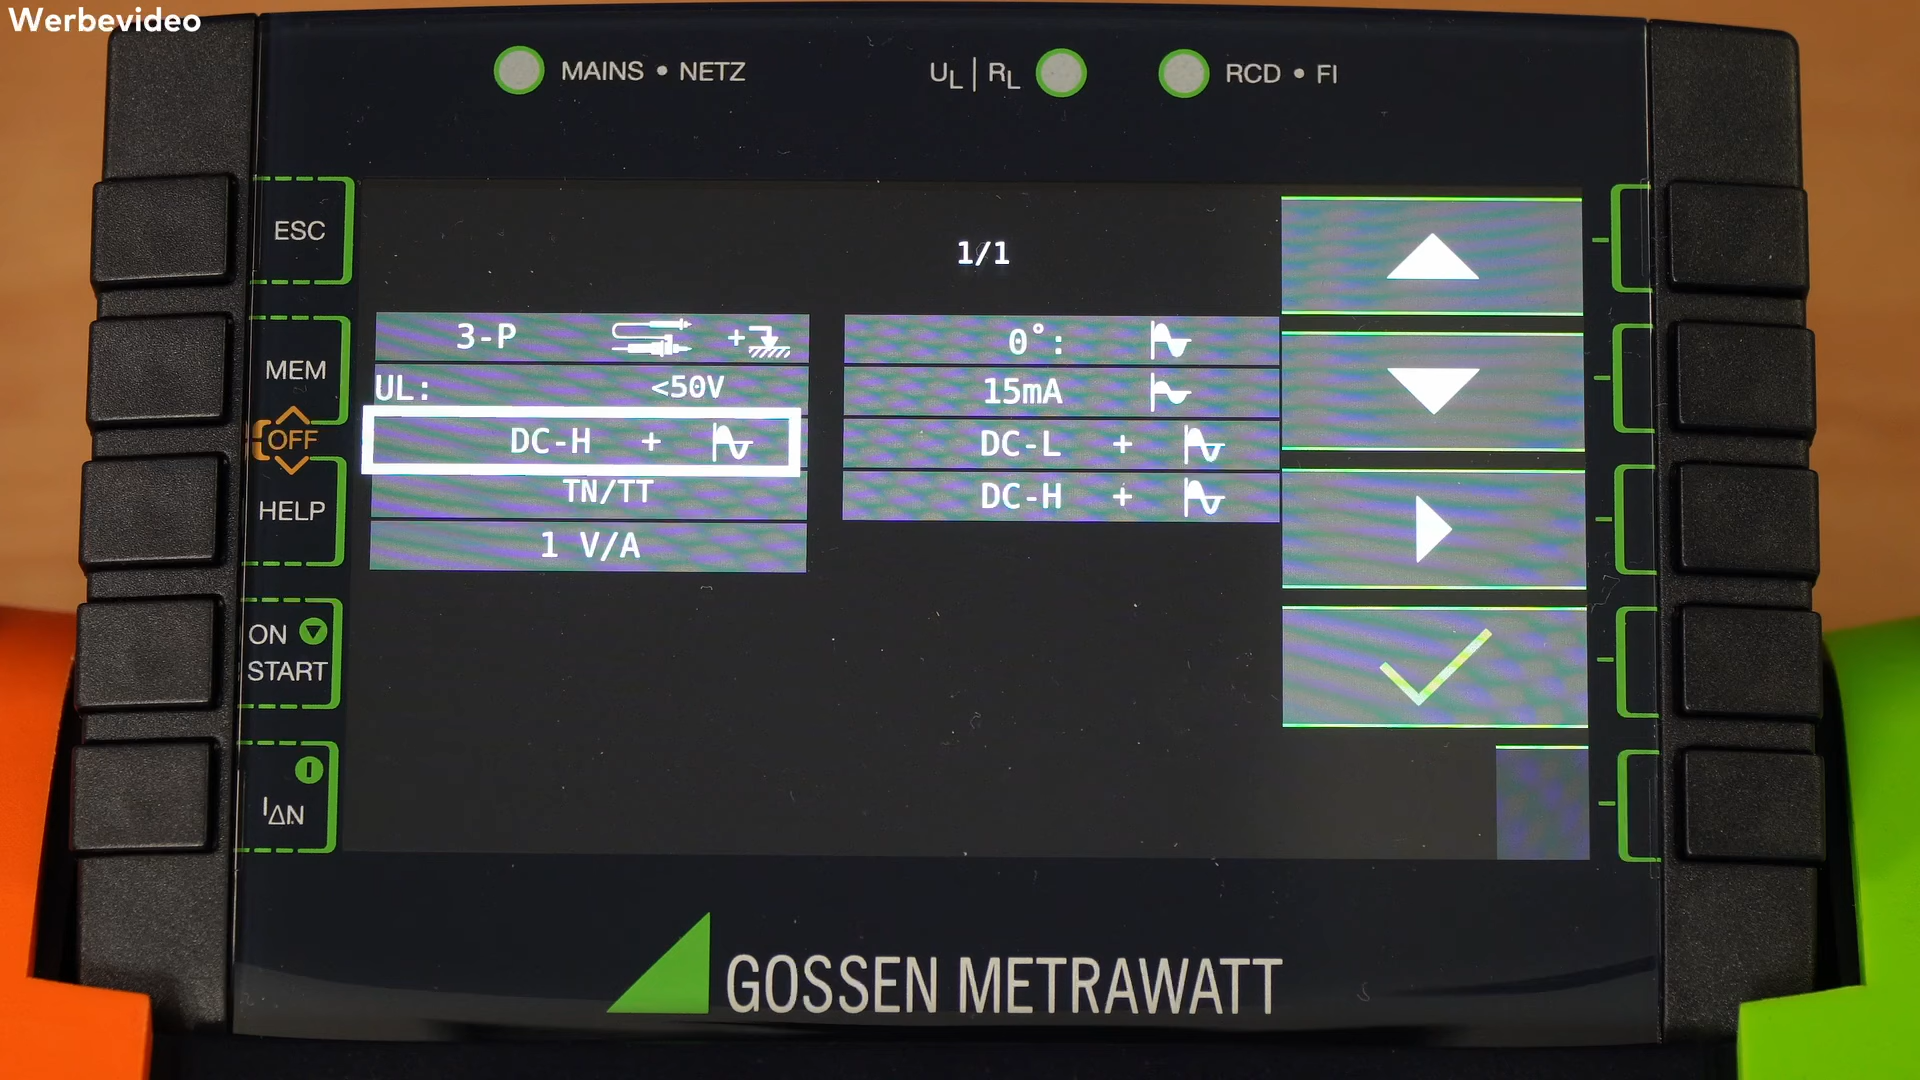 Werbevideo
MAINS • NETZ
UL | RL
RCD • FI
ESC
MEM
OFF
HELP
ON
START
IΔN
1/1
3-P +
UL: <50V
DC-H +
TN/TT
1 V/A
0°:
15mA
DC-L +
DC-H +
GOSSEN METRAWATT